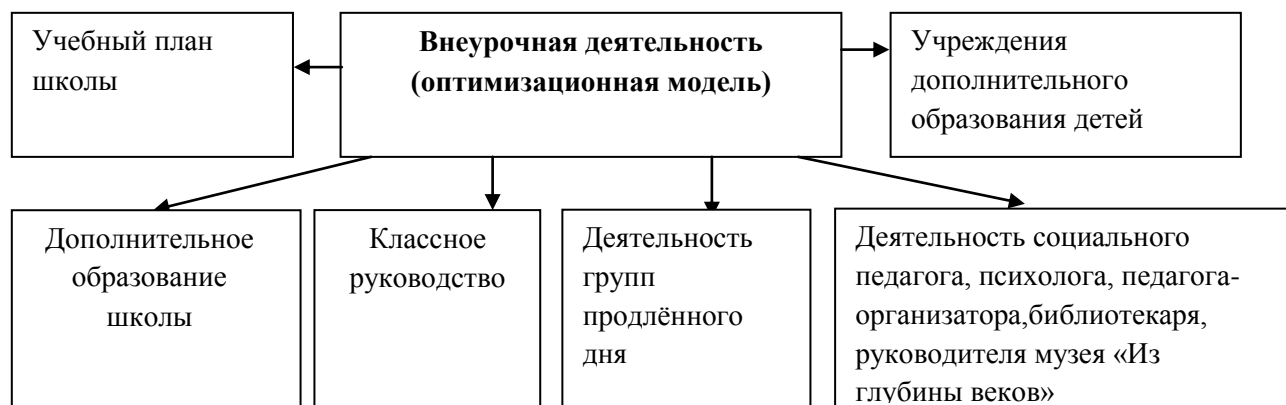 Учебный план
школы
Внеурочная деятельность
(оптимизационная модель)
Учреждения
дополнительного
образования детей
Дополнительное
образование
школы
Классное
руководство
Деятельность
групп
продлённого
дня
Деятельность социального
педагога, психолога, педагога-
организатора,библиотекаря,
руководителя музея «Из
глубины веков»